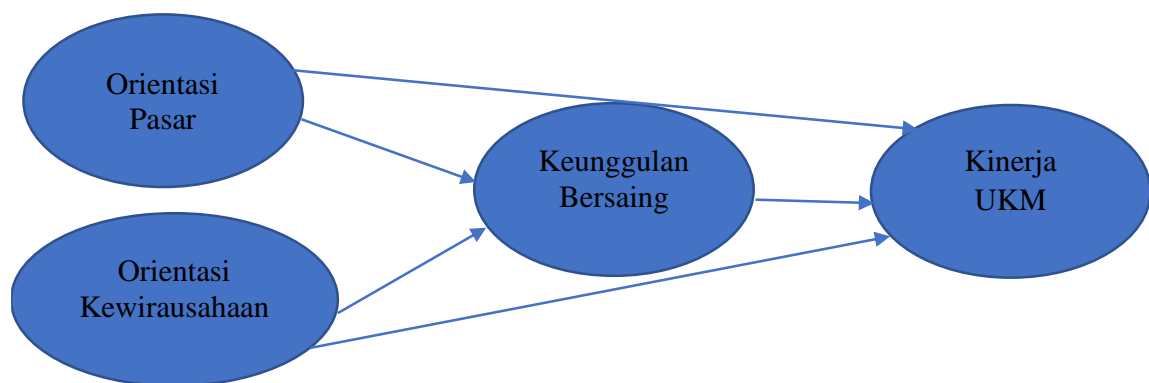 Orientasi
Pasar
Keunggulan
Bersaing
Kinerja
UKM
Orientasi
Kewirausahaan